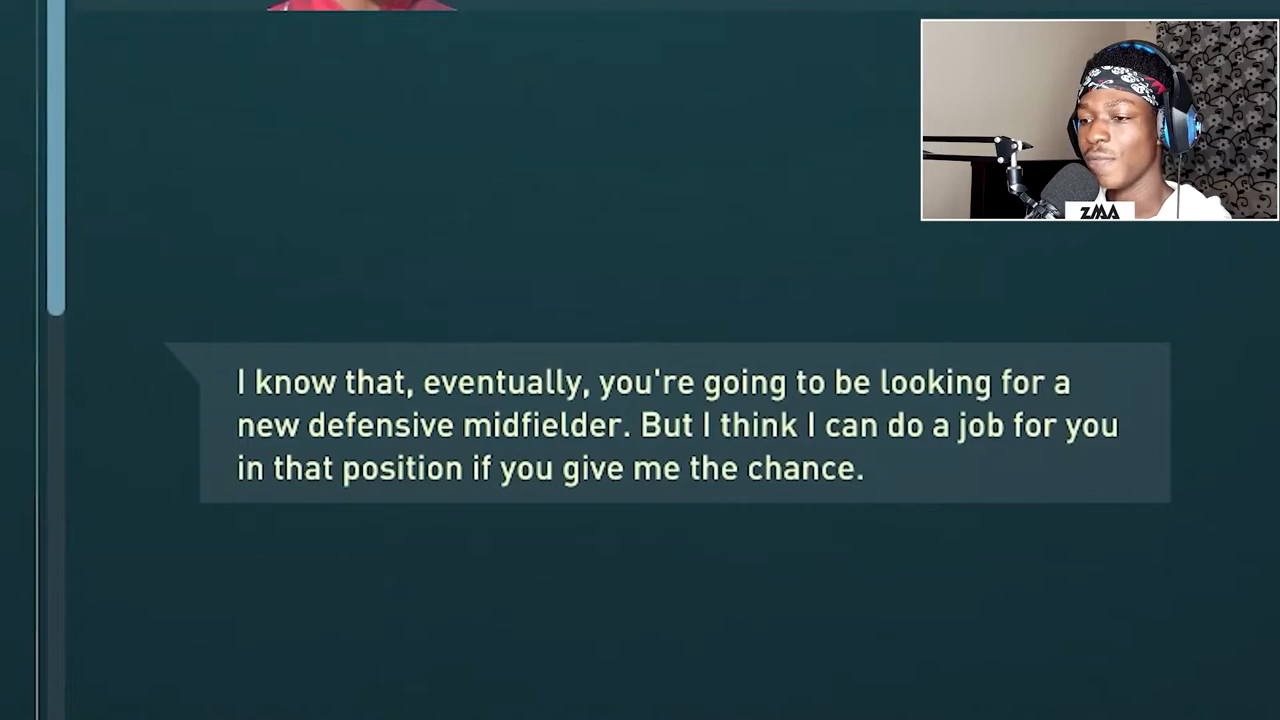 ZMA
I know that, eventually, you're going to be looking for a
new defensive midfielder. But I think I can do a job for you
in that position if you give me the chance.